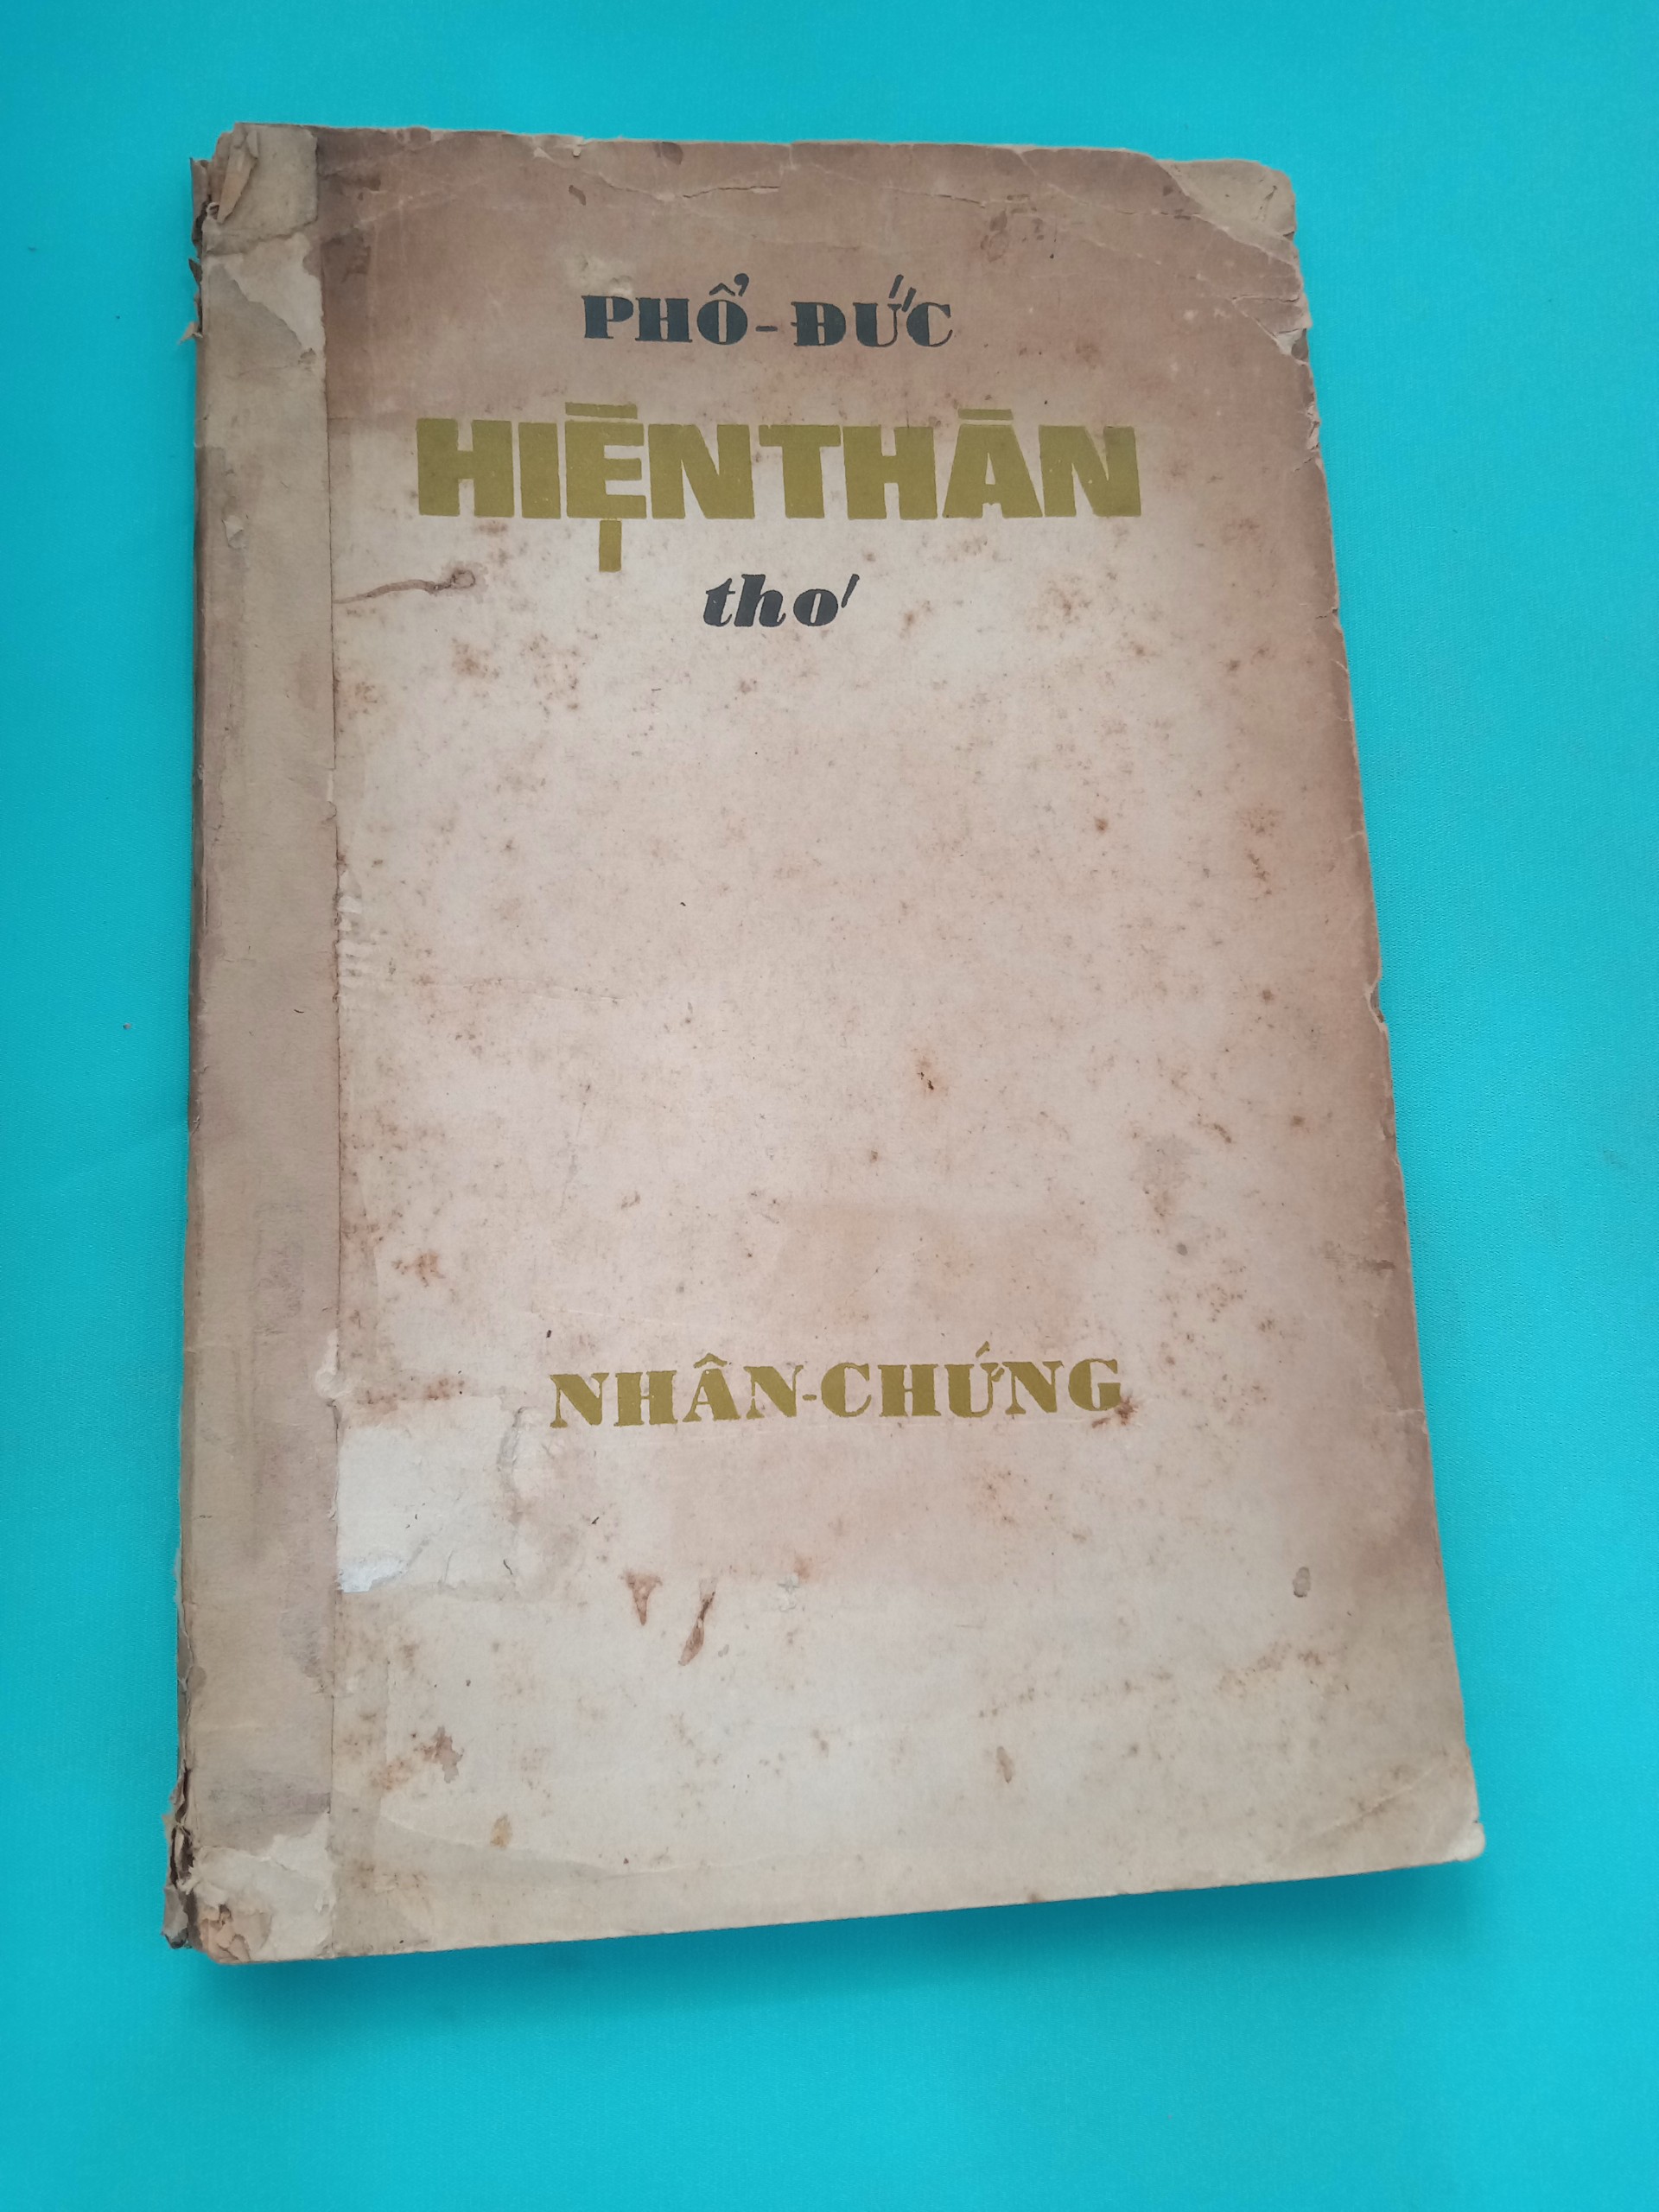 PHỔ-ĐỨC
HIỆN THÂN
thơ
NHÂN-CHỨNG